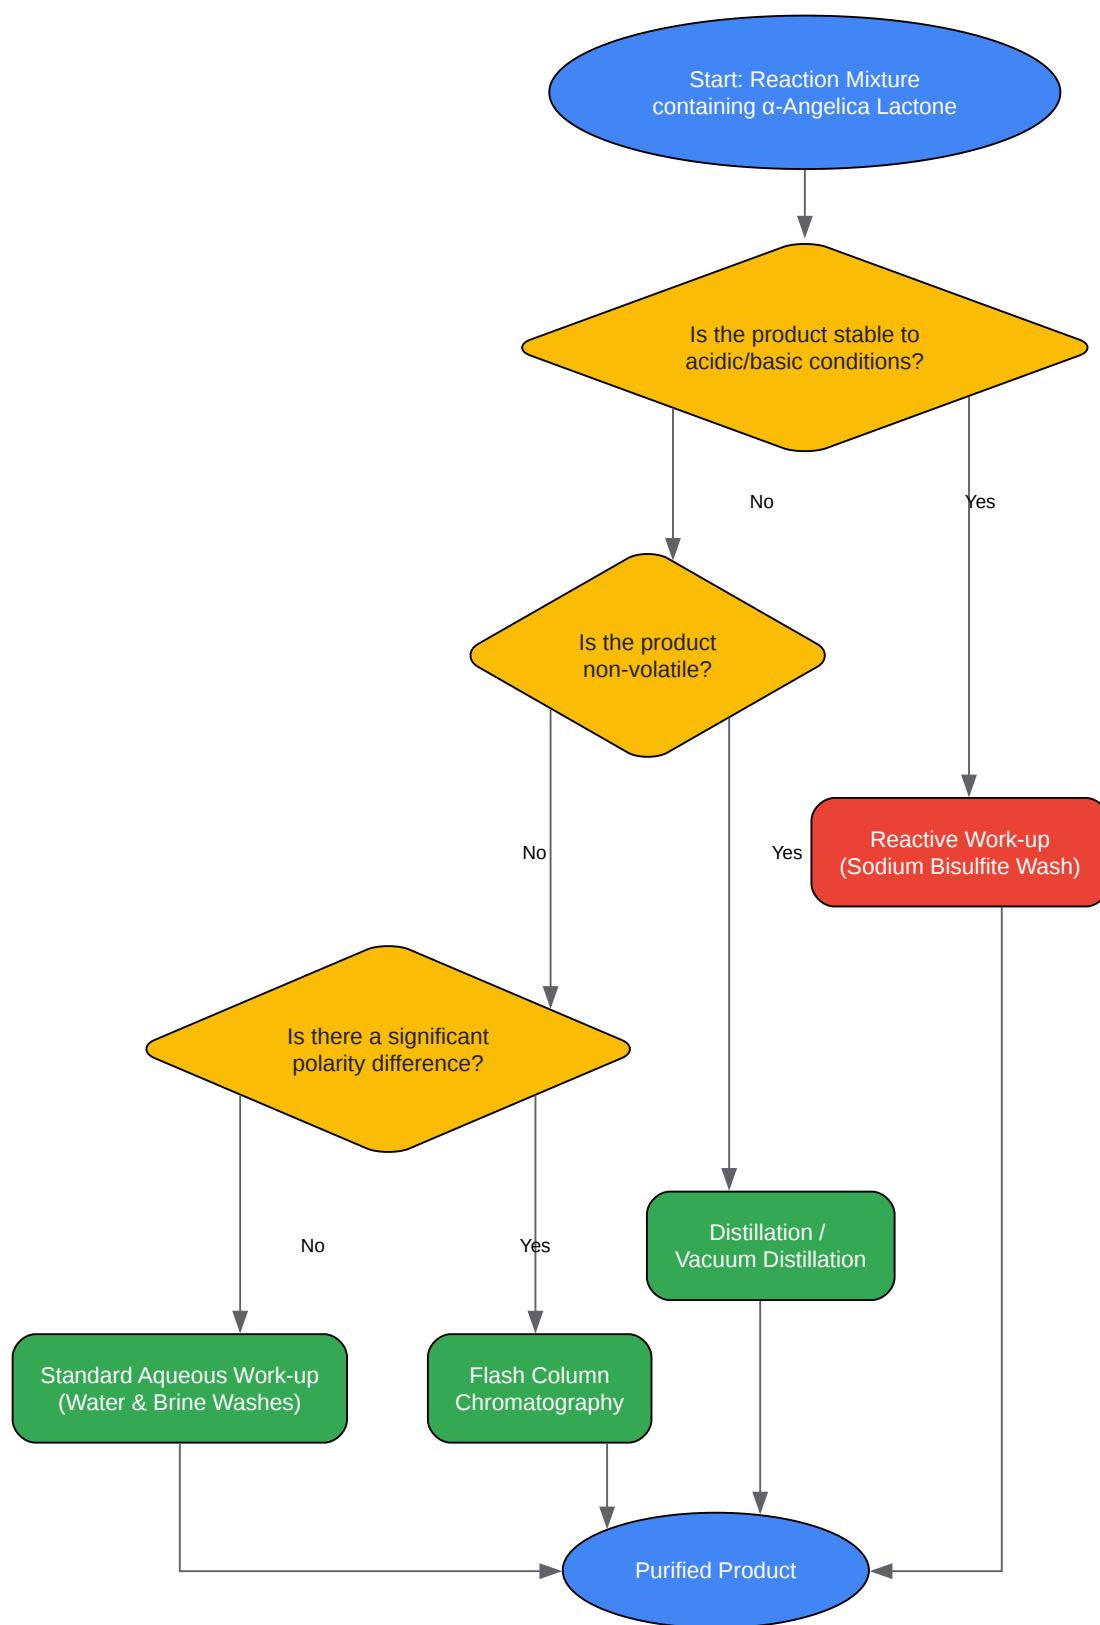 Start: Reaction Mixture
containing α-Angelica Lactone
Is the product stable to
acidic/basic conditions?
No
Yes
Is the product
non-volatile?
No
Yes
Reactive Work-up
(Sodium Bisulfite Wash)
Is there a significant
polarity difference?
No
Yes
Distillation /
Vacuum Distillation
Standard Aqueous Work-up
(Water & Brine Washes)
Flash Column
Chromatography
Purified Product